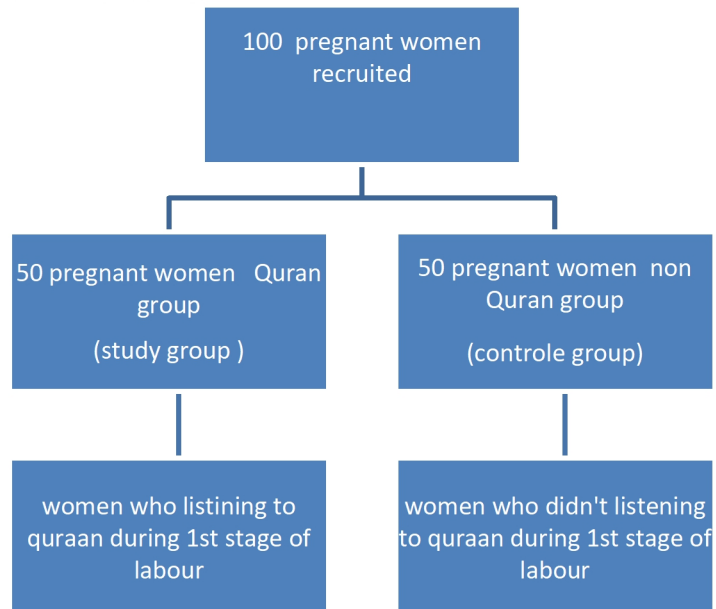 100 pregnant women
recruited
50 pregnant women Quran
group
(study group )
50 pregnant women non
Quran group
(controle group)
women who listining to
quraan during 1st stage of
labour
women who didn't listening
to quraan during 1st stage of
labour